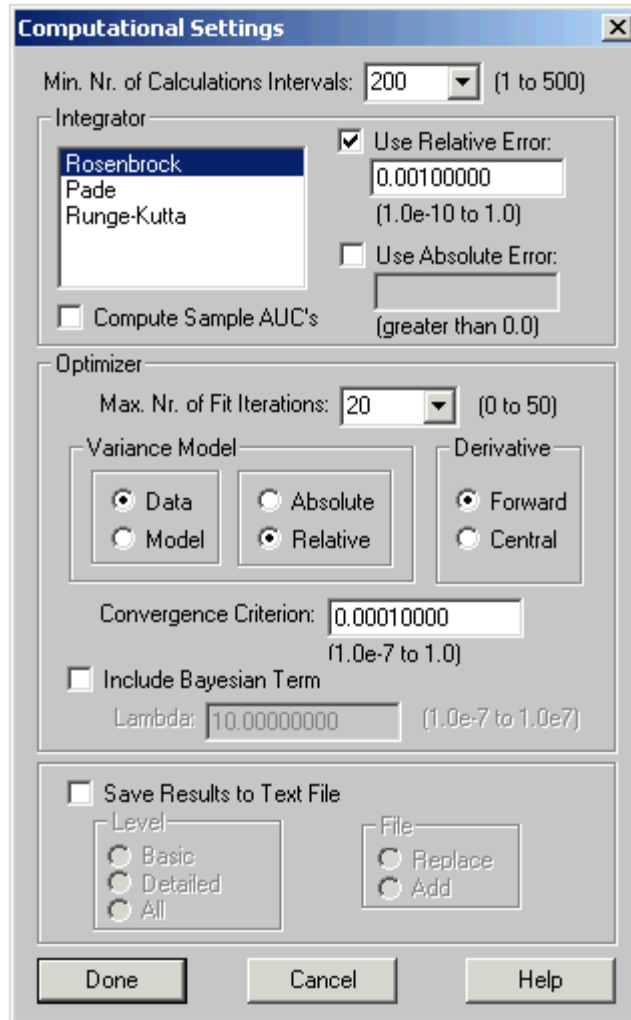 Computational Settings
Min. Nr. of Calculations Intervals: 200 (1 to 500)
Integrator
Rosenbrock
Pade
Runge-Kutta
Use Relative Error:
0.00100000
(1.0e-10 to 1.0)
Use Absolute Error:
(greater than 0.0)
Compute Sample AUC's
Optimizer
Max. Nr. of Fit Iterations: 20 (0 to 50)
Variance Model
Data
Model
Absolute
Relative
Derivative
Forward
Central
Convergence Criterion: 0.00010000
(1.0e-7 to 1.0)
Include Bayesian Term
Lambda: 10.00000000 (1.0e-7 to 1.0e7)
Save Results to Text File
Level
Basic
Detailed
All
File
Replace
Add
Done Cancel Help